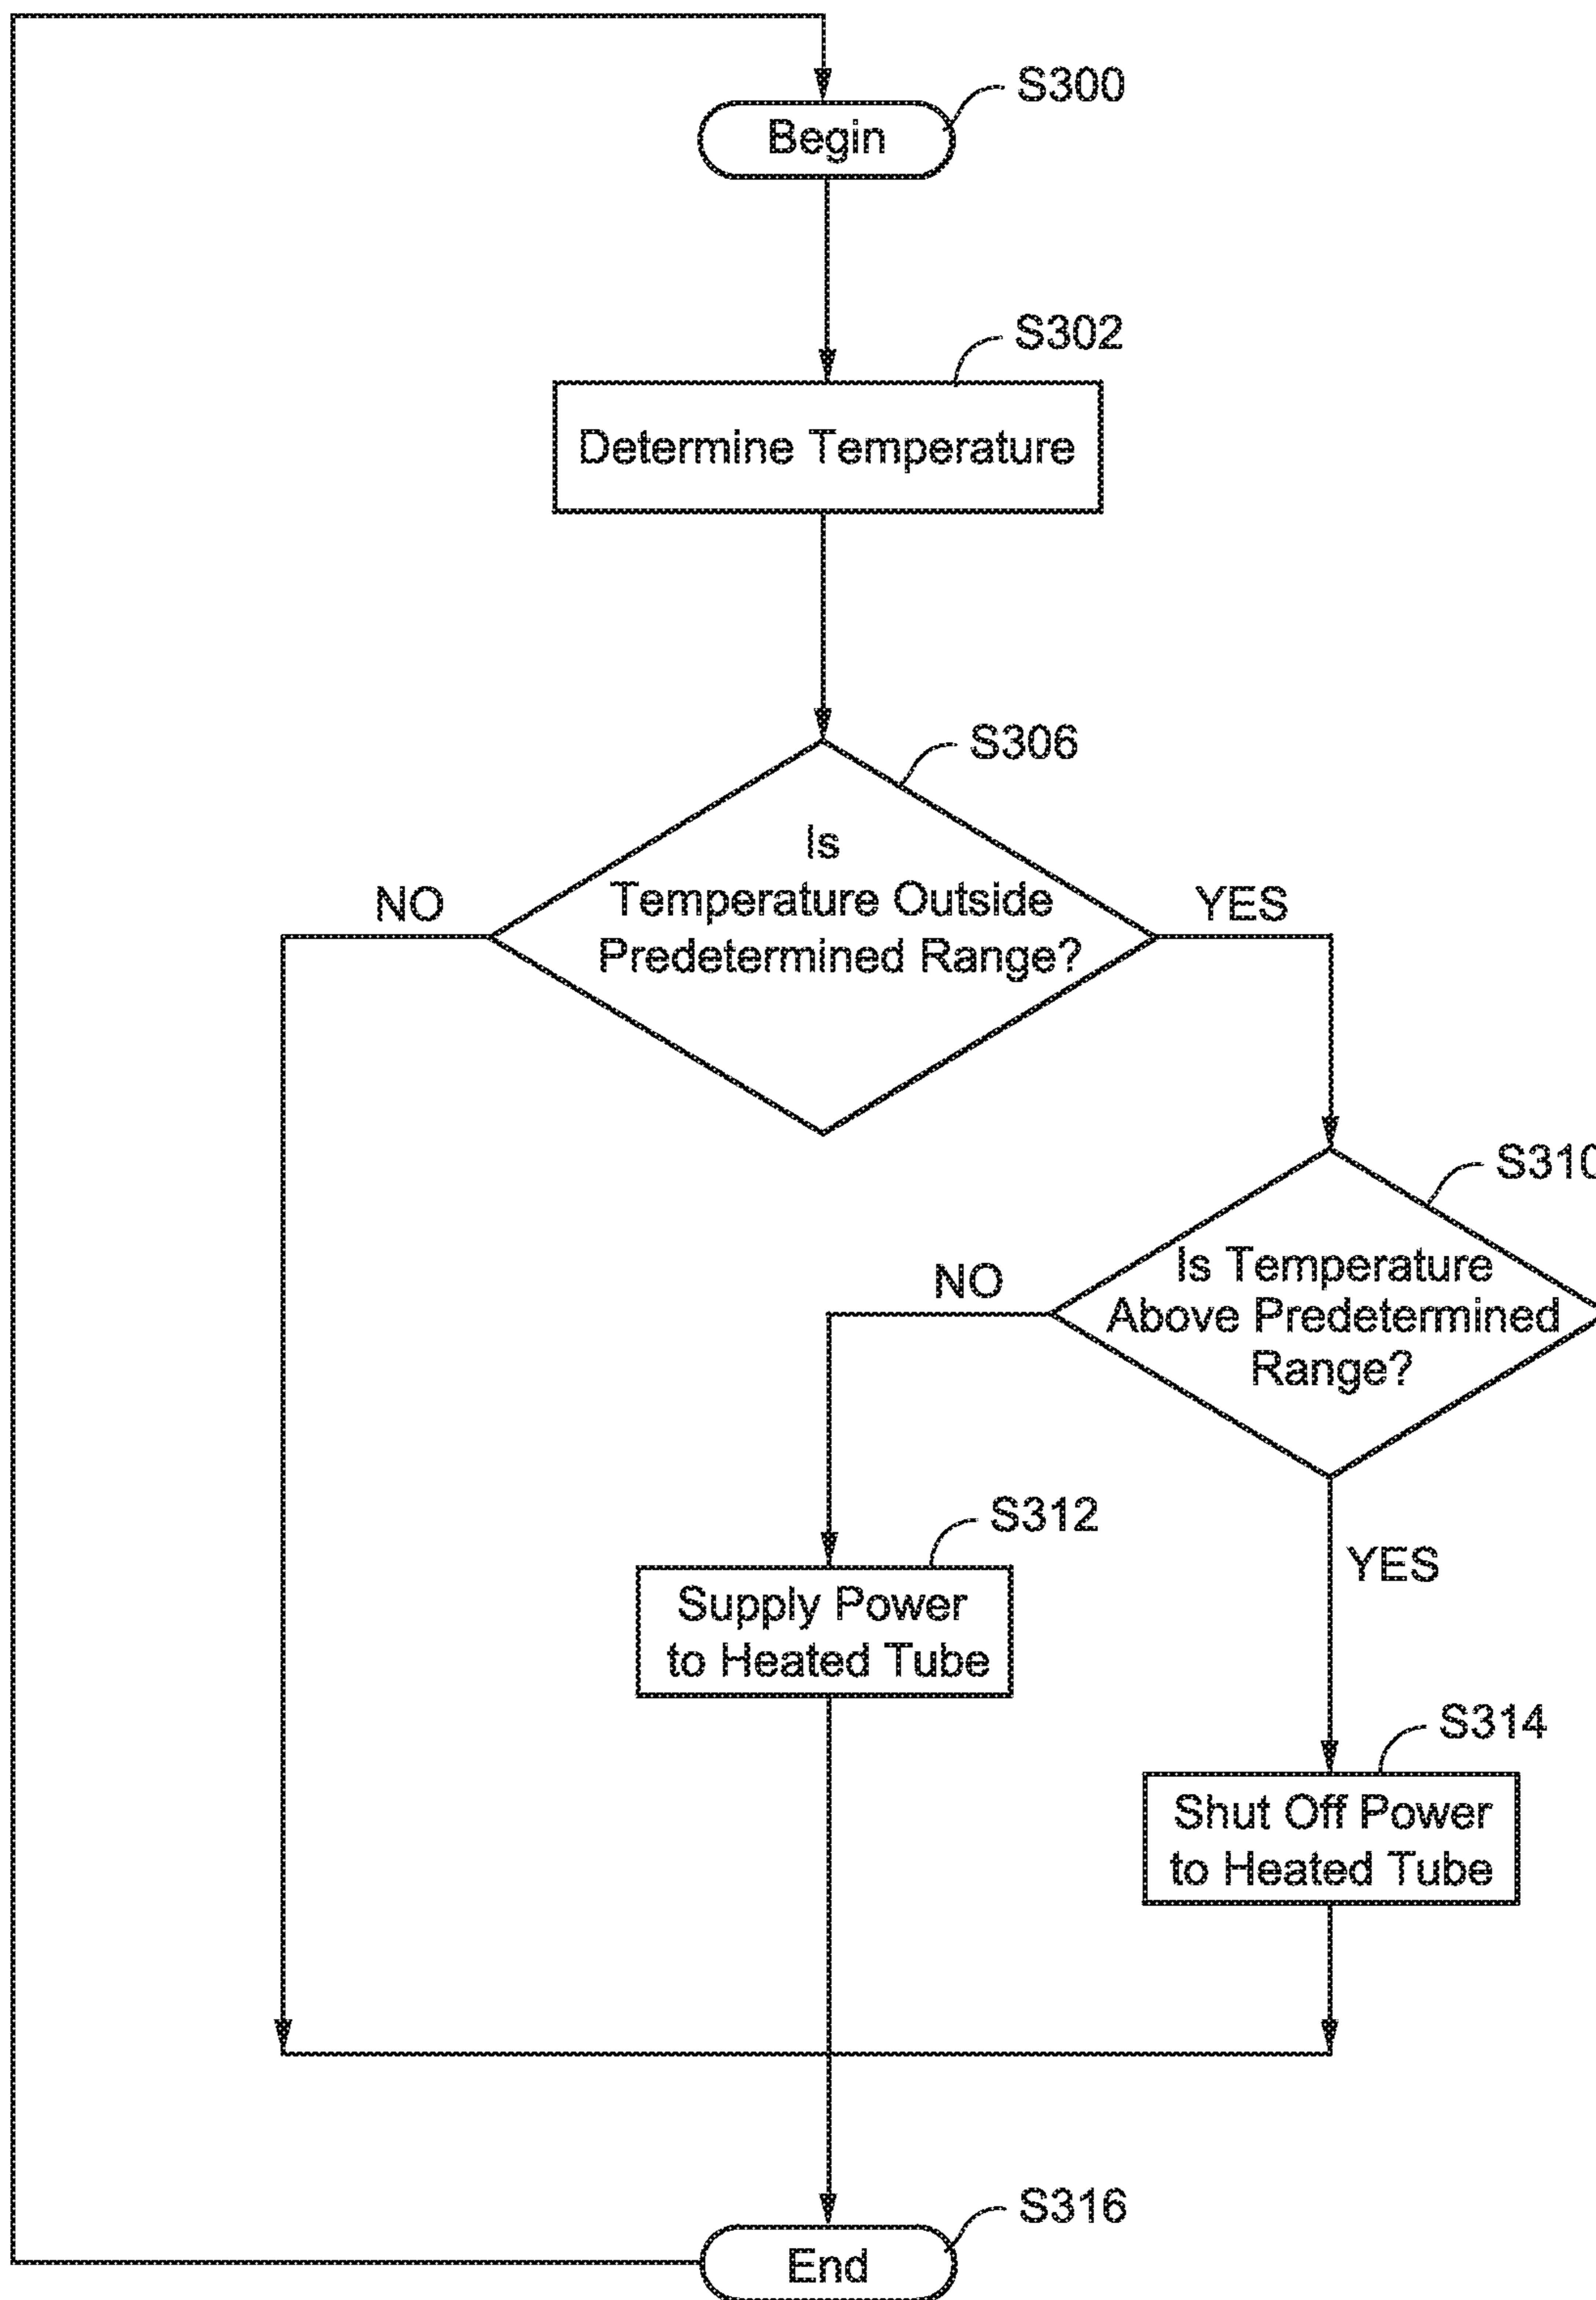 S300
Begin
S302
Determine Temperature
S306
Is
Temperature Outside
Predetermined Range?
NO
YES
S310
Is Temperature
Above Predetermined
Range?
NO
YES
S312
Supply Power
to Heated Tube
S314
Shut Off Power
to Heated Tube
S316
End